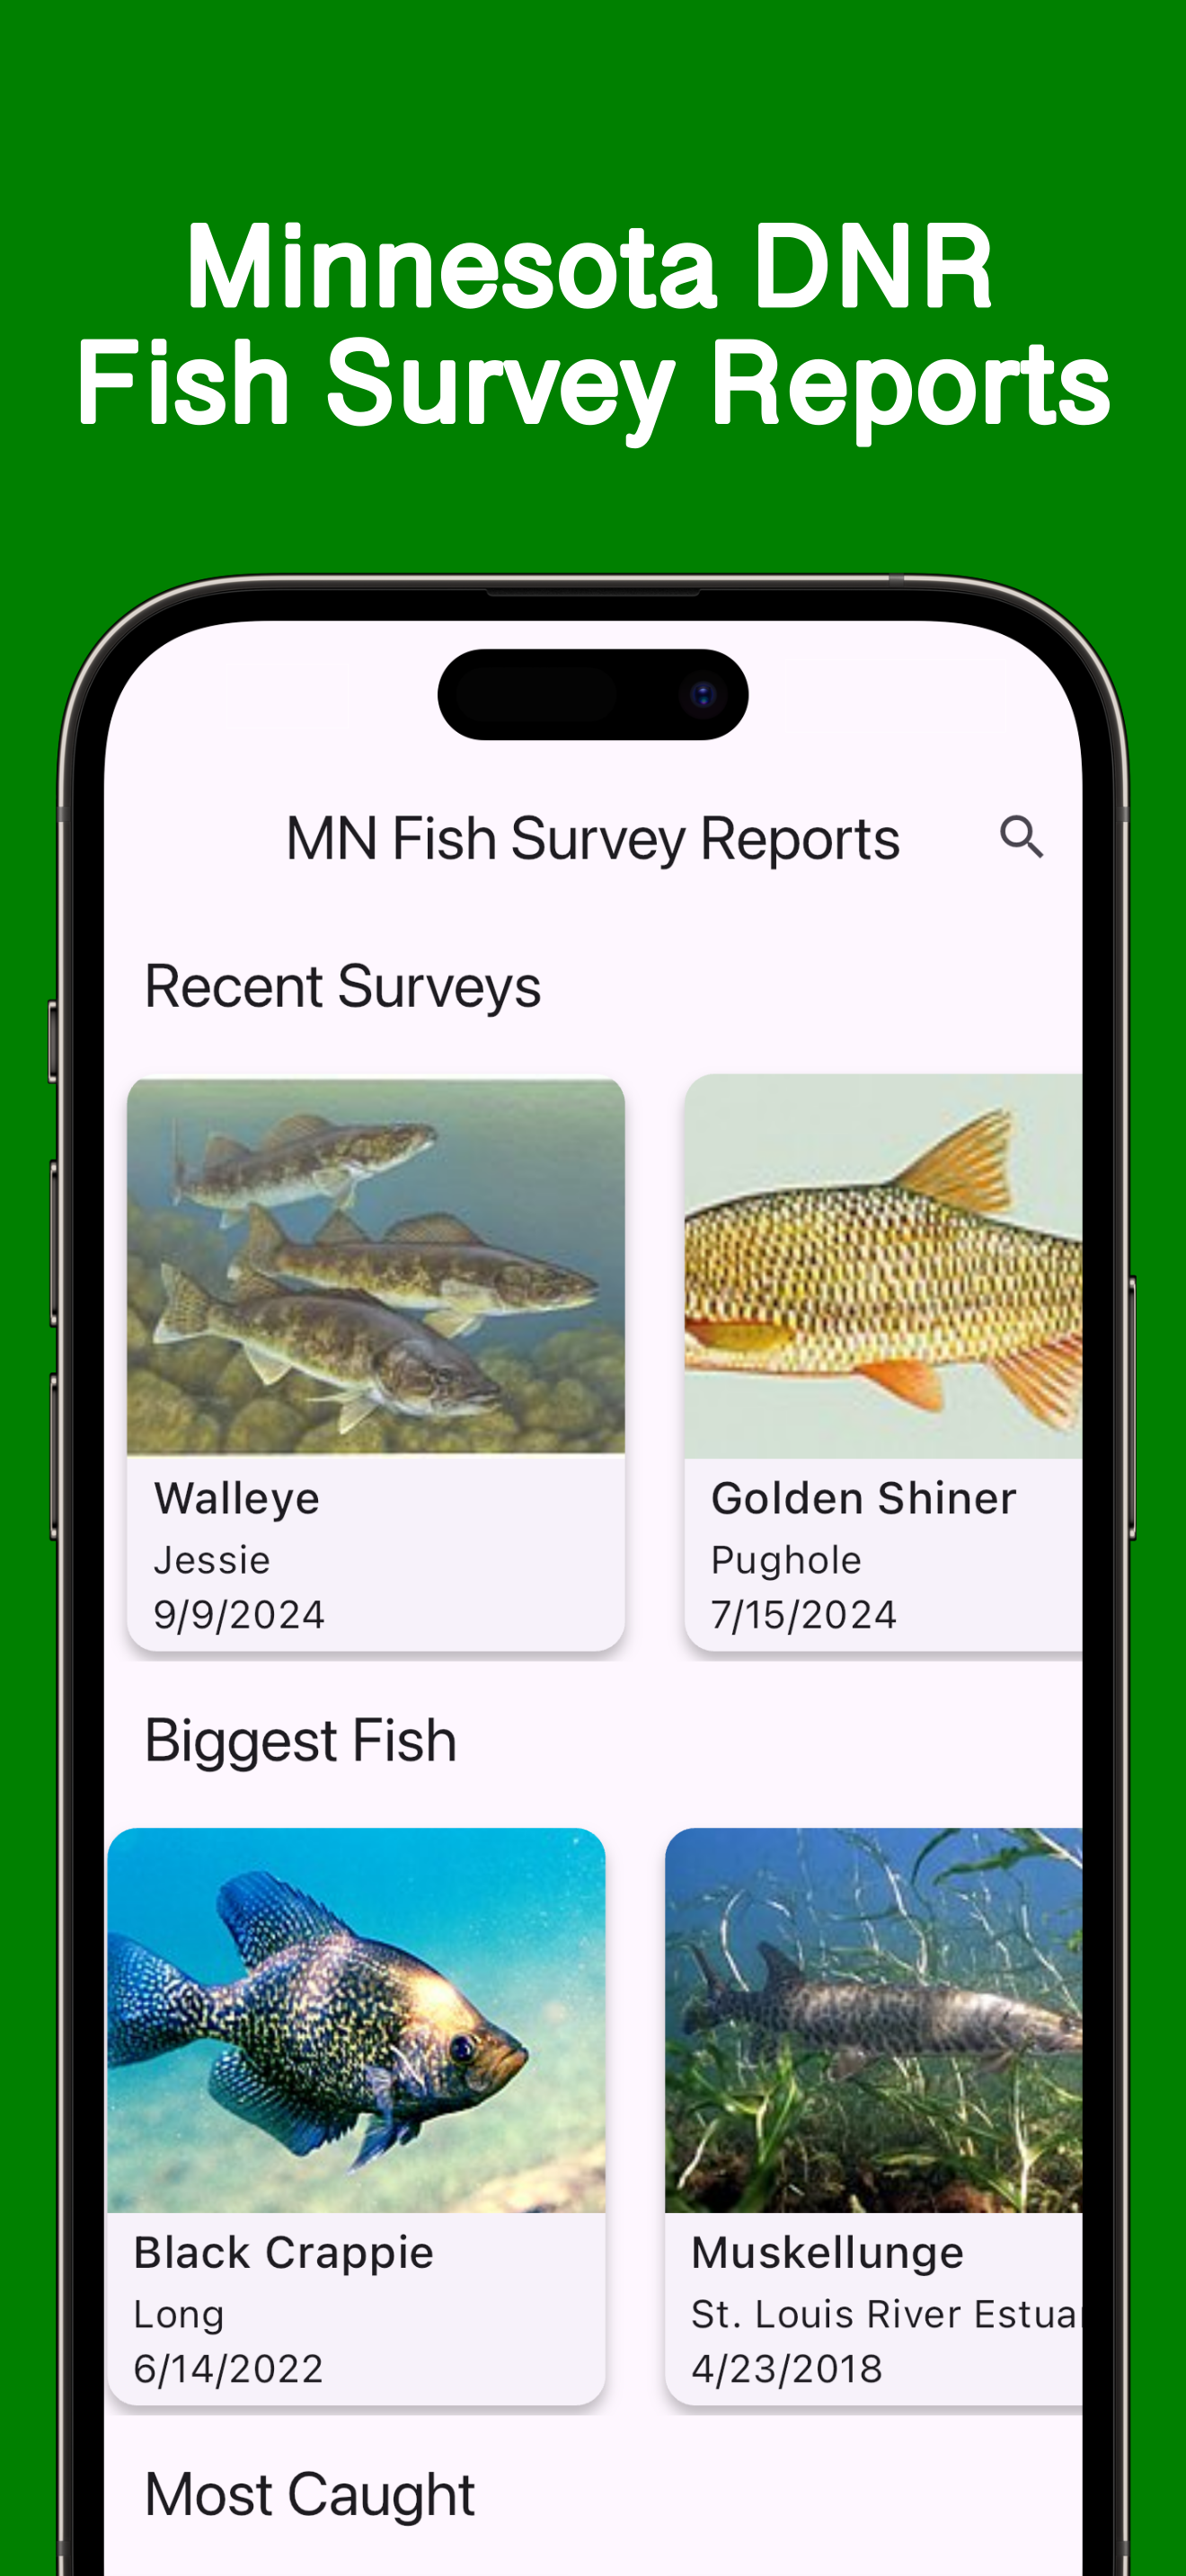 Minnesota DNR
Fish Survey Reports
MN Fish Survey Reports
Recent Surveys
Walleye
Jessie
9/9/2024
Golden Shiner
Pughole
7/15/2024
Biggest Fish
Black Crappie
Long
6/14/2022
Muskellunge
St. Louis River Estua
4/23/2018
Most Caught